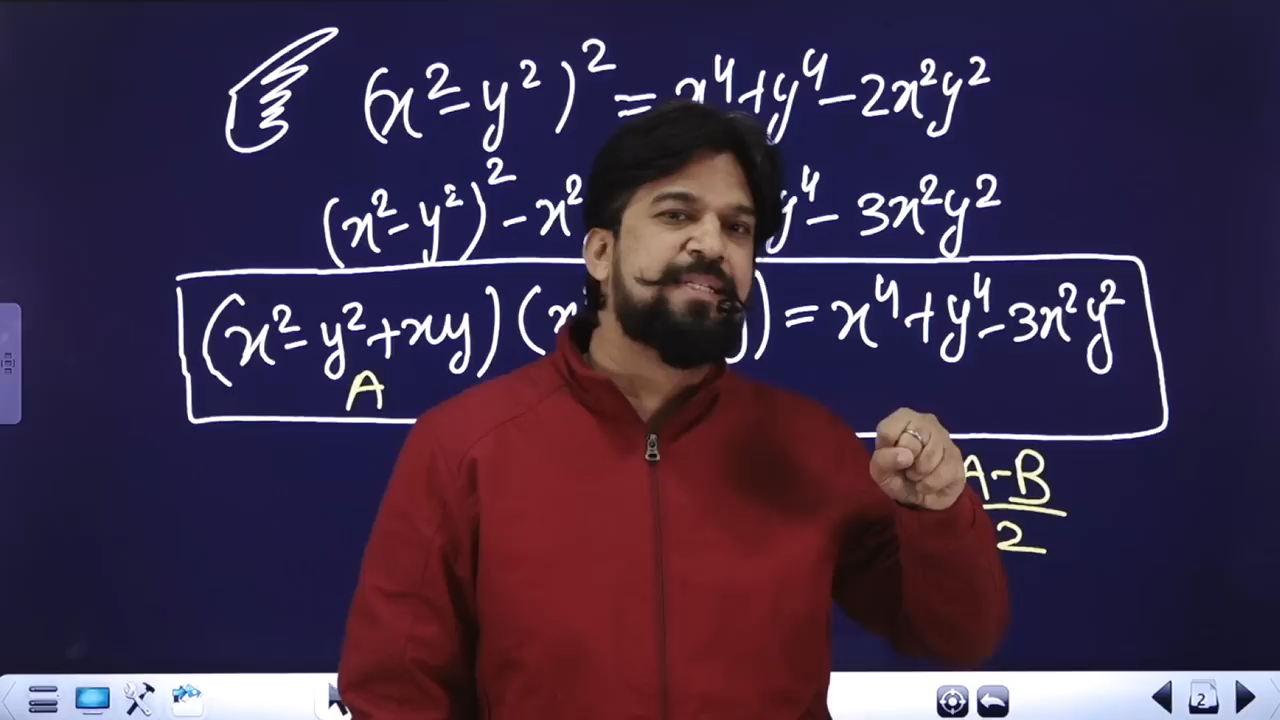 (x² - y²)² = x⁴ + y⁴ - 2x²y²
(x² - y²)² - x² y⁴ - 3x²y²
(x² - y² + xy) (x y) = x⁴ + y⁴ - 3x²y²
A
A - B
2
2